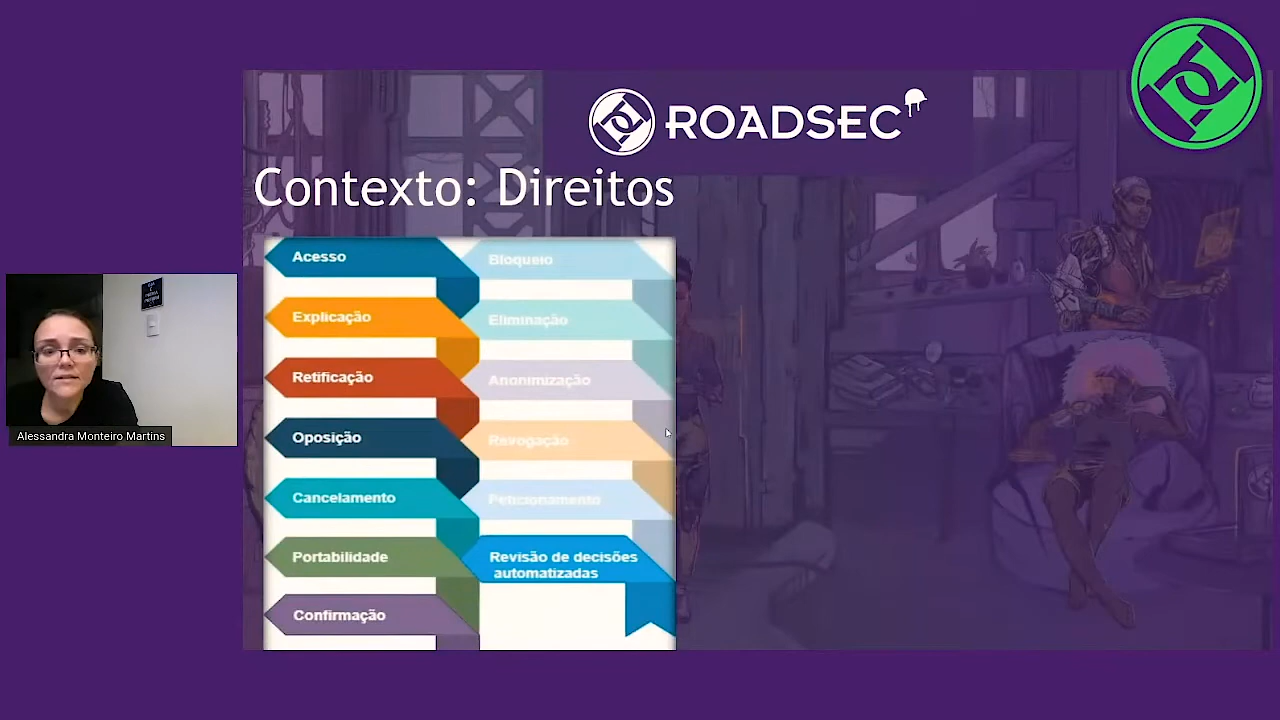 ROADSEC
Contexto: Direitos
Acesso
Explicação
Retificação
Oposição
Cancelamento
Portabilidade
Confirmação
Bloqueio
Eliminação
Anonimização
Revogação
Peticionamento
Revisão de decisões
automatizadas
Alessandra Monteiro Martins